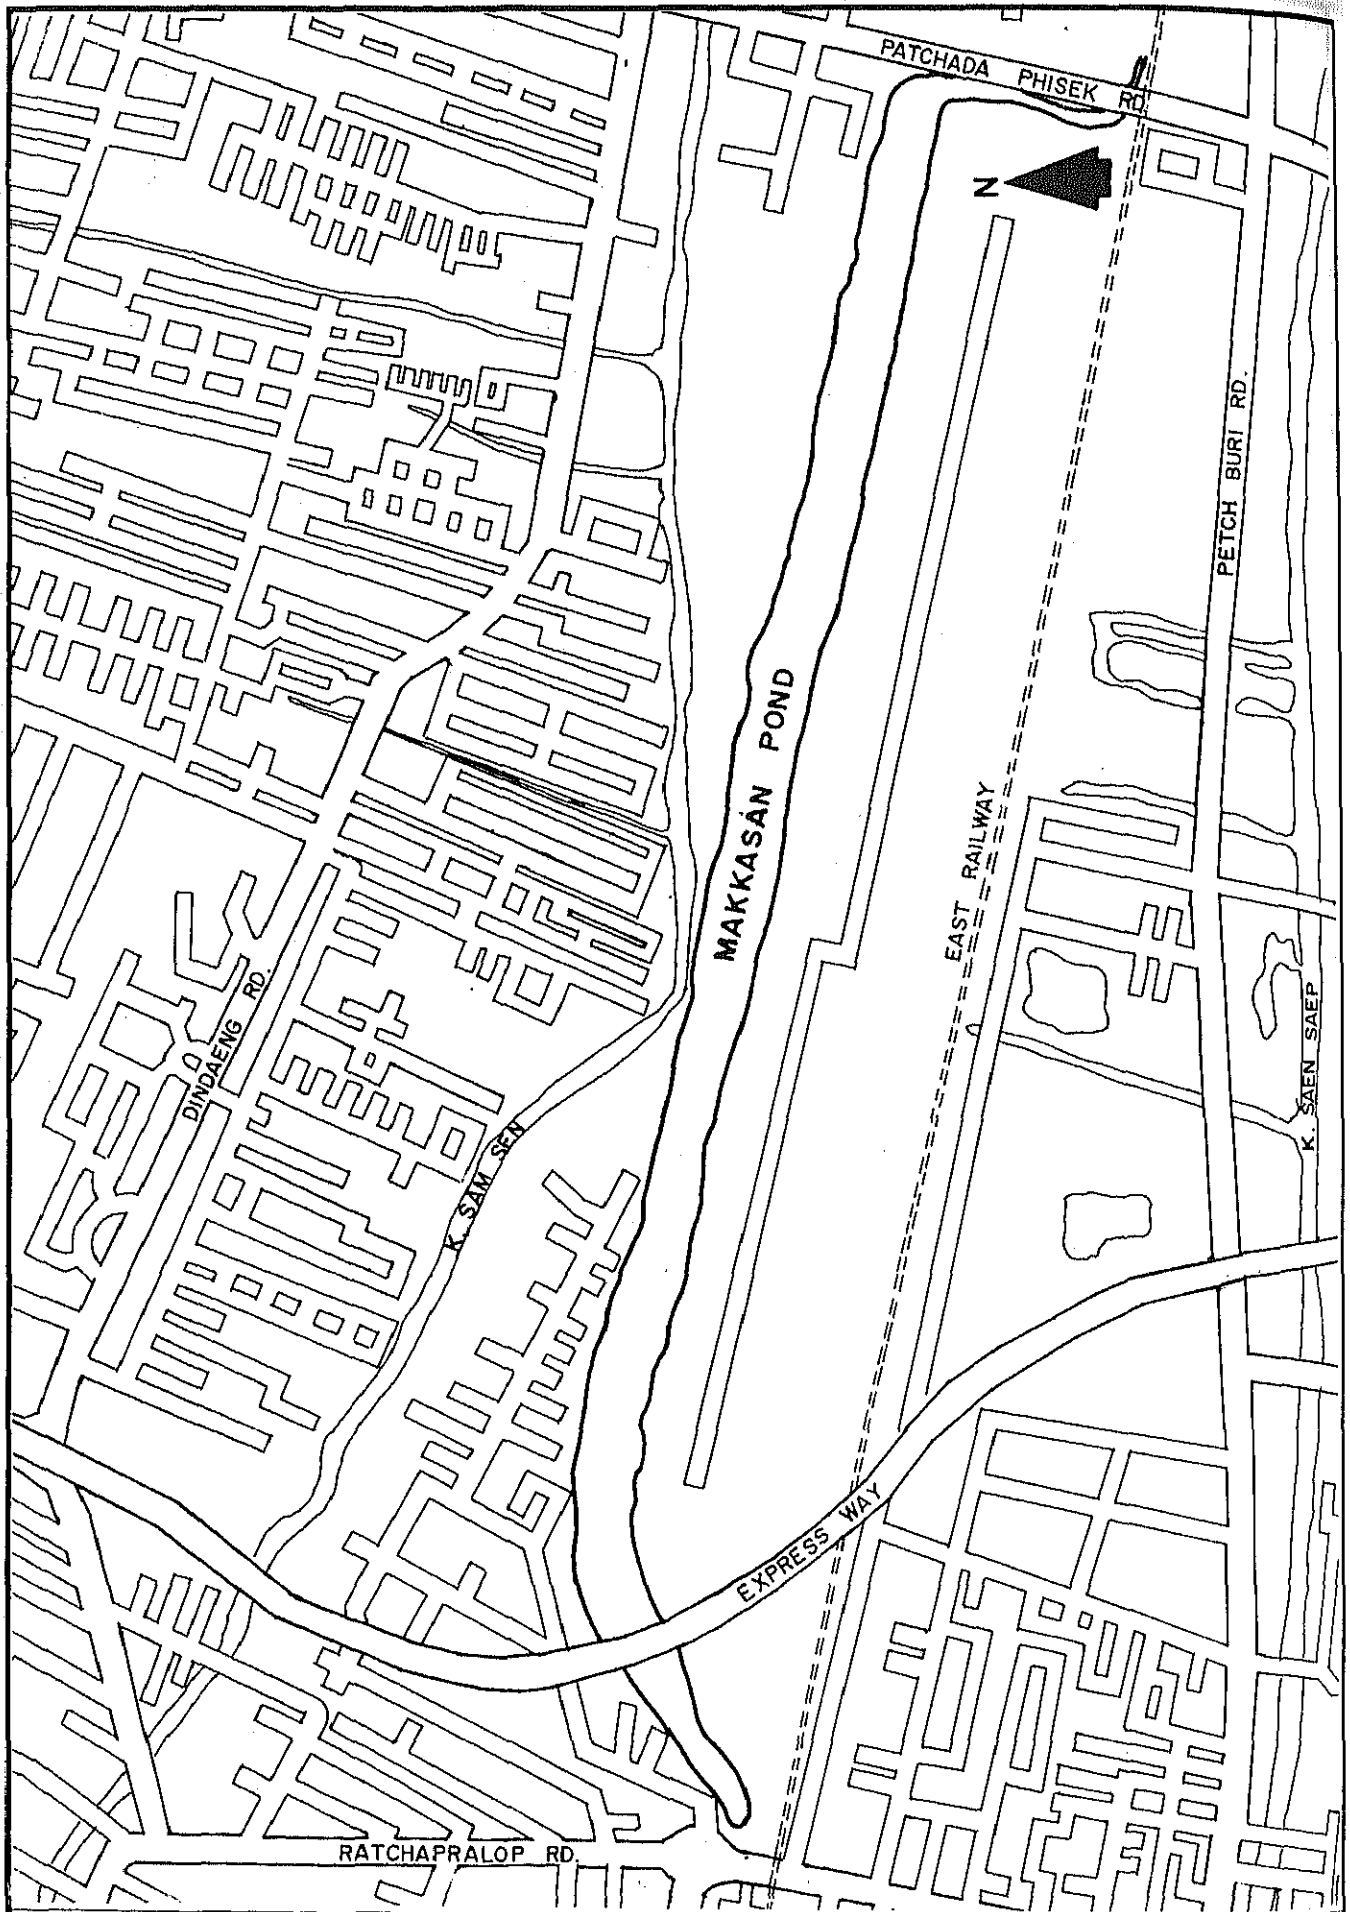 PATCHADA PHISEK RD.
N
PETCH BURI RD.
MAKKASAN POND
EAST RAILWAY
DINDAENG RD.
K. SAEN SAEP
K. SAM SEN
EXPRESS WAY
RATCHAPRALOP RD.